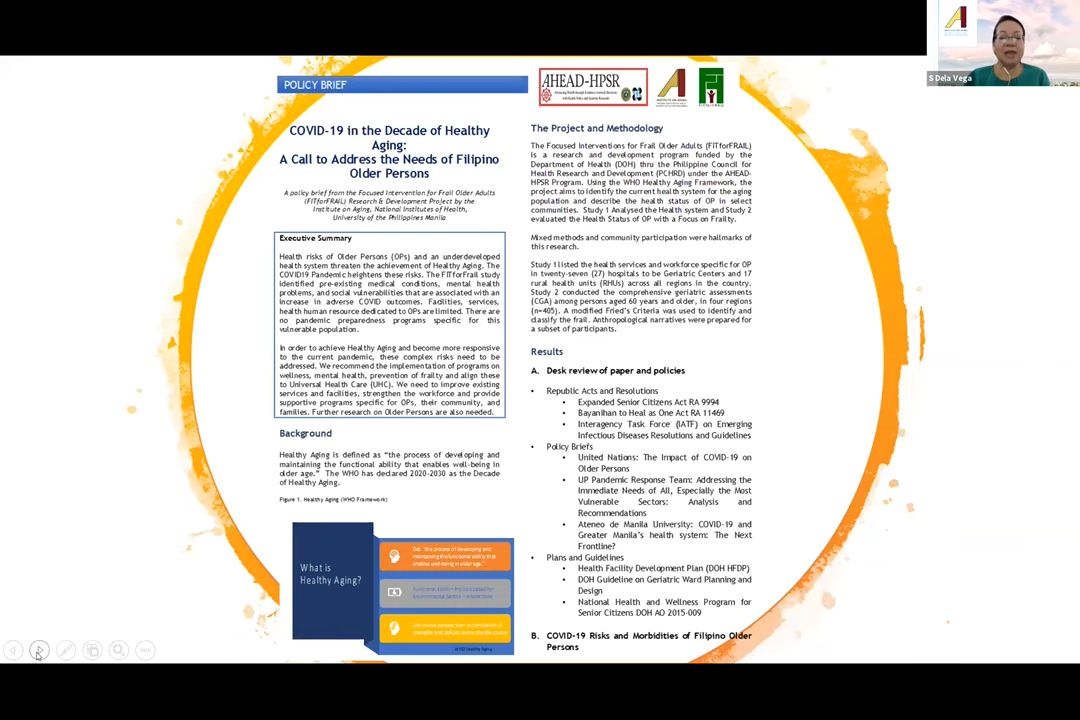 S Dela Vega
POLICY BRIEF
AHEAD-HPSR
COVID-19 in the Decade of Healthy
Aging:
A Call to Address the Needs of Filipino
Older Persons
A policy brief from the Focused Intervention for Frail Older Adults
(FITforFRAIL) Research & Development Project by the
Institute on Aging, National Institutes of Health,
University of the Philippines Manila
Executive Summary
Health risks of Older Persons (OPs) and an underdeveloped
health system threaten the achievement of Healthy Aging. The
COVID19 Pandemic heightens these risks. The FITforFrail study
identified pre-existing medical conditions, mental health
problems, and social vulnerabilities that are associated with an
increase in adverse COVID outcomes. Facilities, services,
health human resource dedicated to OPs are limited. There are
no pandemic preparedness programs specific for this
vulnerable population.
In order to achieve Healthy Aging and become more responsive
to the current pandemic, these complex risks need to be
addressed. We recommend the implementation of programs on
wellness, mental health, prevention of frailty and align these
to Universal Health Care (UHC). We need to improve existing
services and facilities, strengthen the workforce and provide
supportive programs specific for OPs, their community, and
families. Further research on Older Persons are also needed.
Background
Healthy Aging is defined as “the process of developing and
maintaining the functional ability that enables well-being in
older age.” The WHO has declared 2020-2030 as the Decade
of Healthy Aging.
Figure 1. Healthy Aging (WHO Framework)
What is
Healthy Aging?
Def. “the process of developing and
maintaining the functional ability that
enables well-being in older age.”
The Project and Methodology
The Focused Interventions for Frail Older Adults (FITforFRAIL)
is a research and development program funded by the
Department of Health (DOH) thru the Philippine Council for
Health Research and Development (PCHRD) under the AHEAD-
HPSR Program. Using the WHO Healthy Aging Framework, the
project aims to identify the current health system for the aging
population and describe the health status of OP in select
communities. Study 1 Analysed the Health system and Study 2
evaluated the Health Status of OP with a Focus on Frailty.
Mixed methods and community participation were hallmarks of
this research.
Study 1 listed the health services and workforce specific for OP
in twenty-seven (27) hospitals to be Geriatric Centers and 17
rural health units (RHUs) across all regions in the country.
Study 2 conducted the comprehensive geriatric assessments
(CGA) among persons aged 60 years and older, in four regions
(n=405). A modified Fried’s Criteria was used to identify and
classify the frail. Anthropological narratives were prepared for
a subset of participants.
Results
A. Desk review of paper and policies
• Republic Acts and Resolutions
• Expanded Senior Citizens Act RA 9994
• Bayanihan to Heal as One Act RA 11469
• Interagency Task Force (IATF) on Emerging
Infectious Diseases Resolutions and Guidelines
• Policy Briefs
• United Nations: The Impact of COVID-19 on
Older Persons
• UP Pandemic Response Team: Addressing the
Immediate Needs of All, Especially the Most
Vulnerable Sectors: Analysis and
Recommendations
• Ateneo de Manila University: COVID-19 and
Greater Manila’s health system: The Next
Frontline?
• Plans and Guidelines
• Health Facility Development Plan (DOH HFDP)
• DOH Guideline on Geriatric Ward Planning and
Design
• National Health and Wellness Program for
Senior Citizens DOH AO 2015-009
B. COVID-19 Risks and Morbidities of Filipino Older
Persons